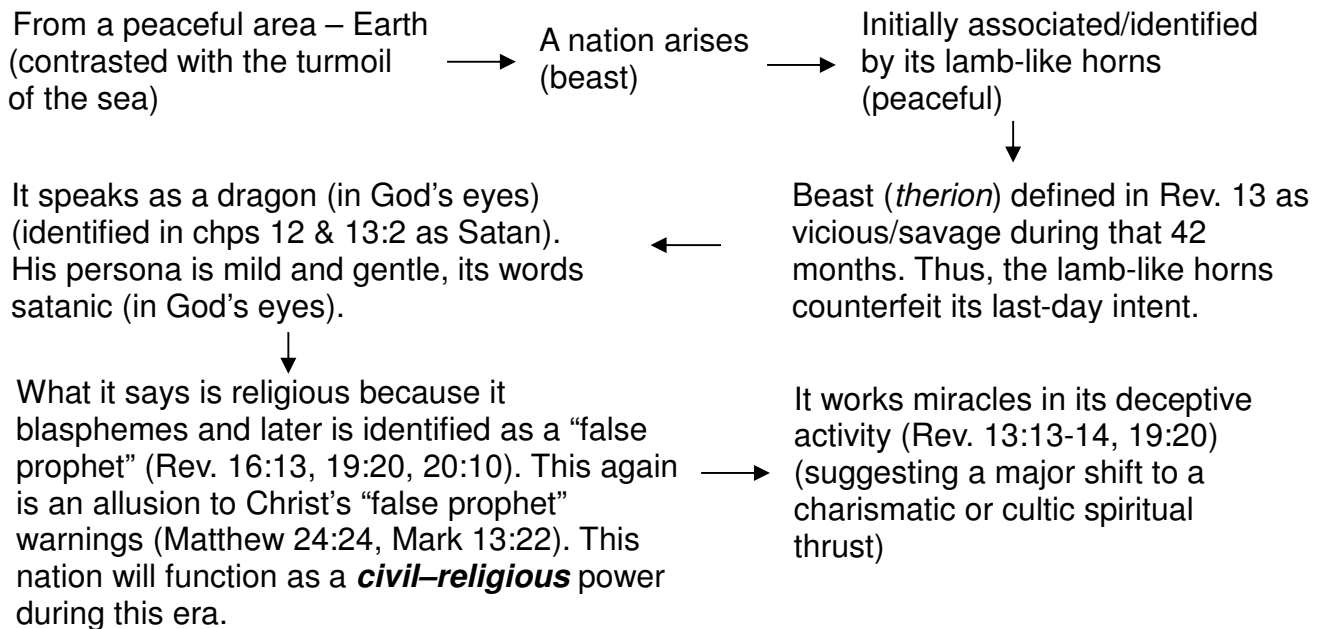 From a peaceful area – Earth
(contrasted with the turmoil
of the sea)
A nation arises
(beast)
Initially associated/identified
by its lamb-like horns
(peaceful)
Beast (therion) defined in Rev. 13 as
vicious/savage during that 42
months. Thus, the lamb-like horns
counterfeit its last-day intent.
It speaks as a dragon (in God’s eyes)
(identified in chps 12 & 13:2 as Satan).
His persona is mild and gentle, its words
satanic (in God’s eyes).
What it says is religious because it
blasphemes and later is identified as a “false
prophet” (Rev. 16:13, 19:20, 20:10). This again
is an allusion to Christ’s “false prophet”
warnings (Matthew 24:24, Mark 13:22). This
nation will function as a civil–religious power
during this era.
It works miracles in its deceptive
activity (Rev. 13:13-14, 19:20)
(suggesting a major shift to a
charismatic or cultic spiritual
thrust)